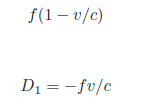 f(1 − v/c)
D₁ = −fv/c